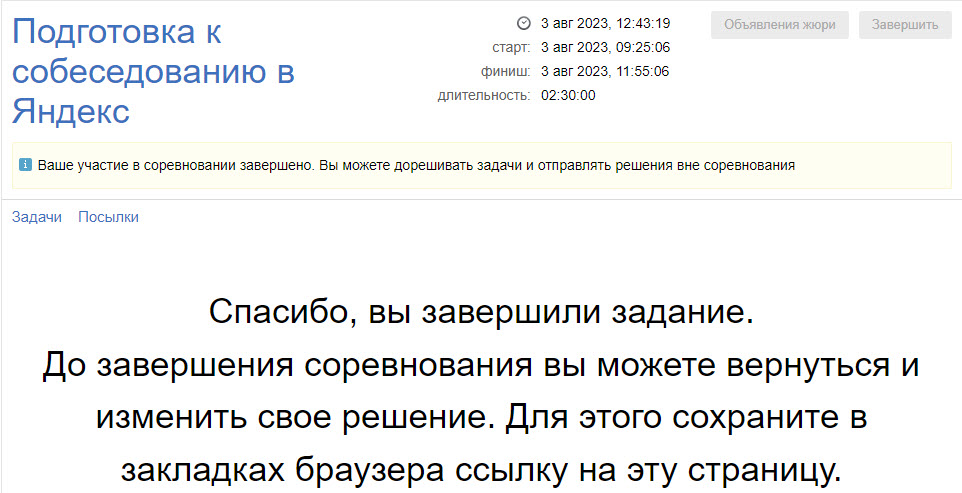 Подготовка к
собеседованию в
Яндекс
3 авг 2023, 12:43:19
старт: 3 авг 2023, 09:25:06
финиш: 3 авг 2023, 11:55:06
длительность: 02:30:00
Объявления жюри Завершить
Ваше участие в соревновании завершено. Вы можете дорешивать задачи и отправлять решения вне соревнования
Задачи Посылки
Спасибо, вы завершили задание.
До завершения соревнования вы можете вернуться и
изменить свое решение. Для этого сохраните в
закладках браузера ссылку на эту страницу.